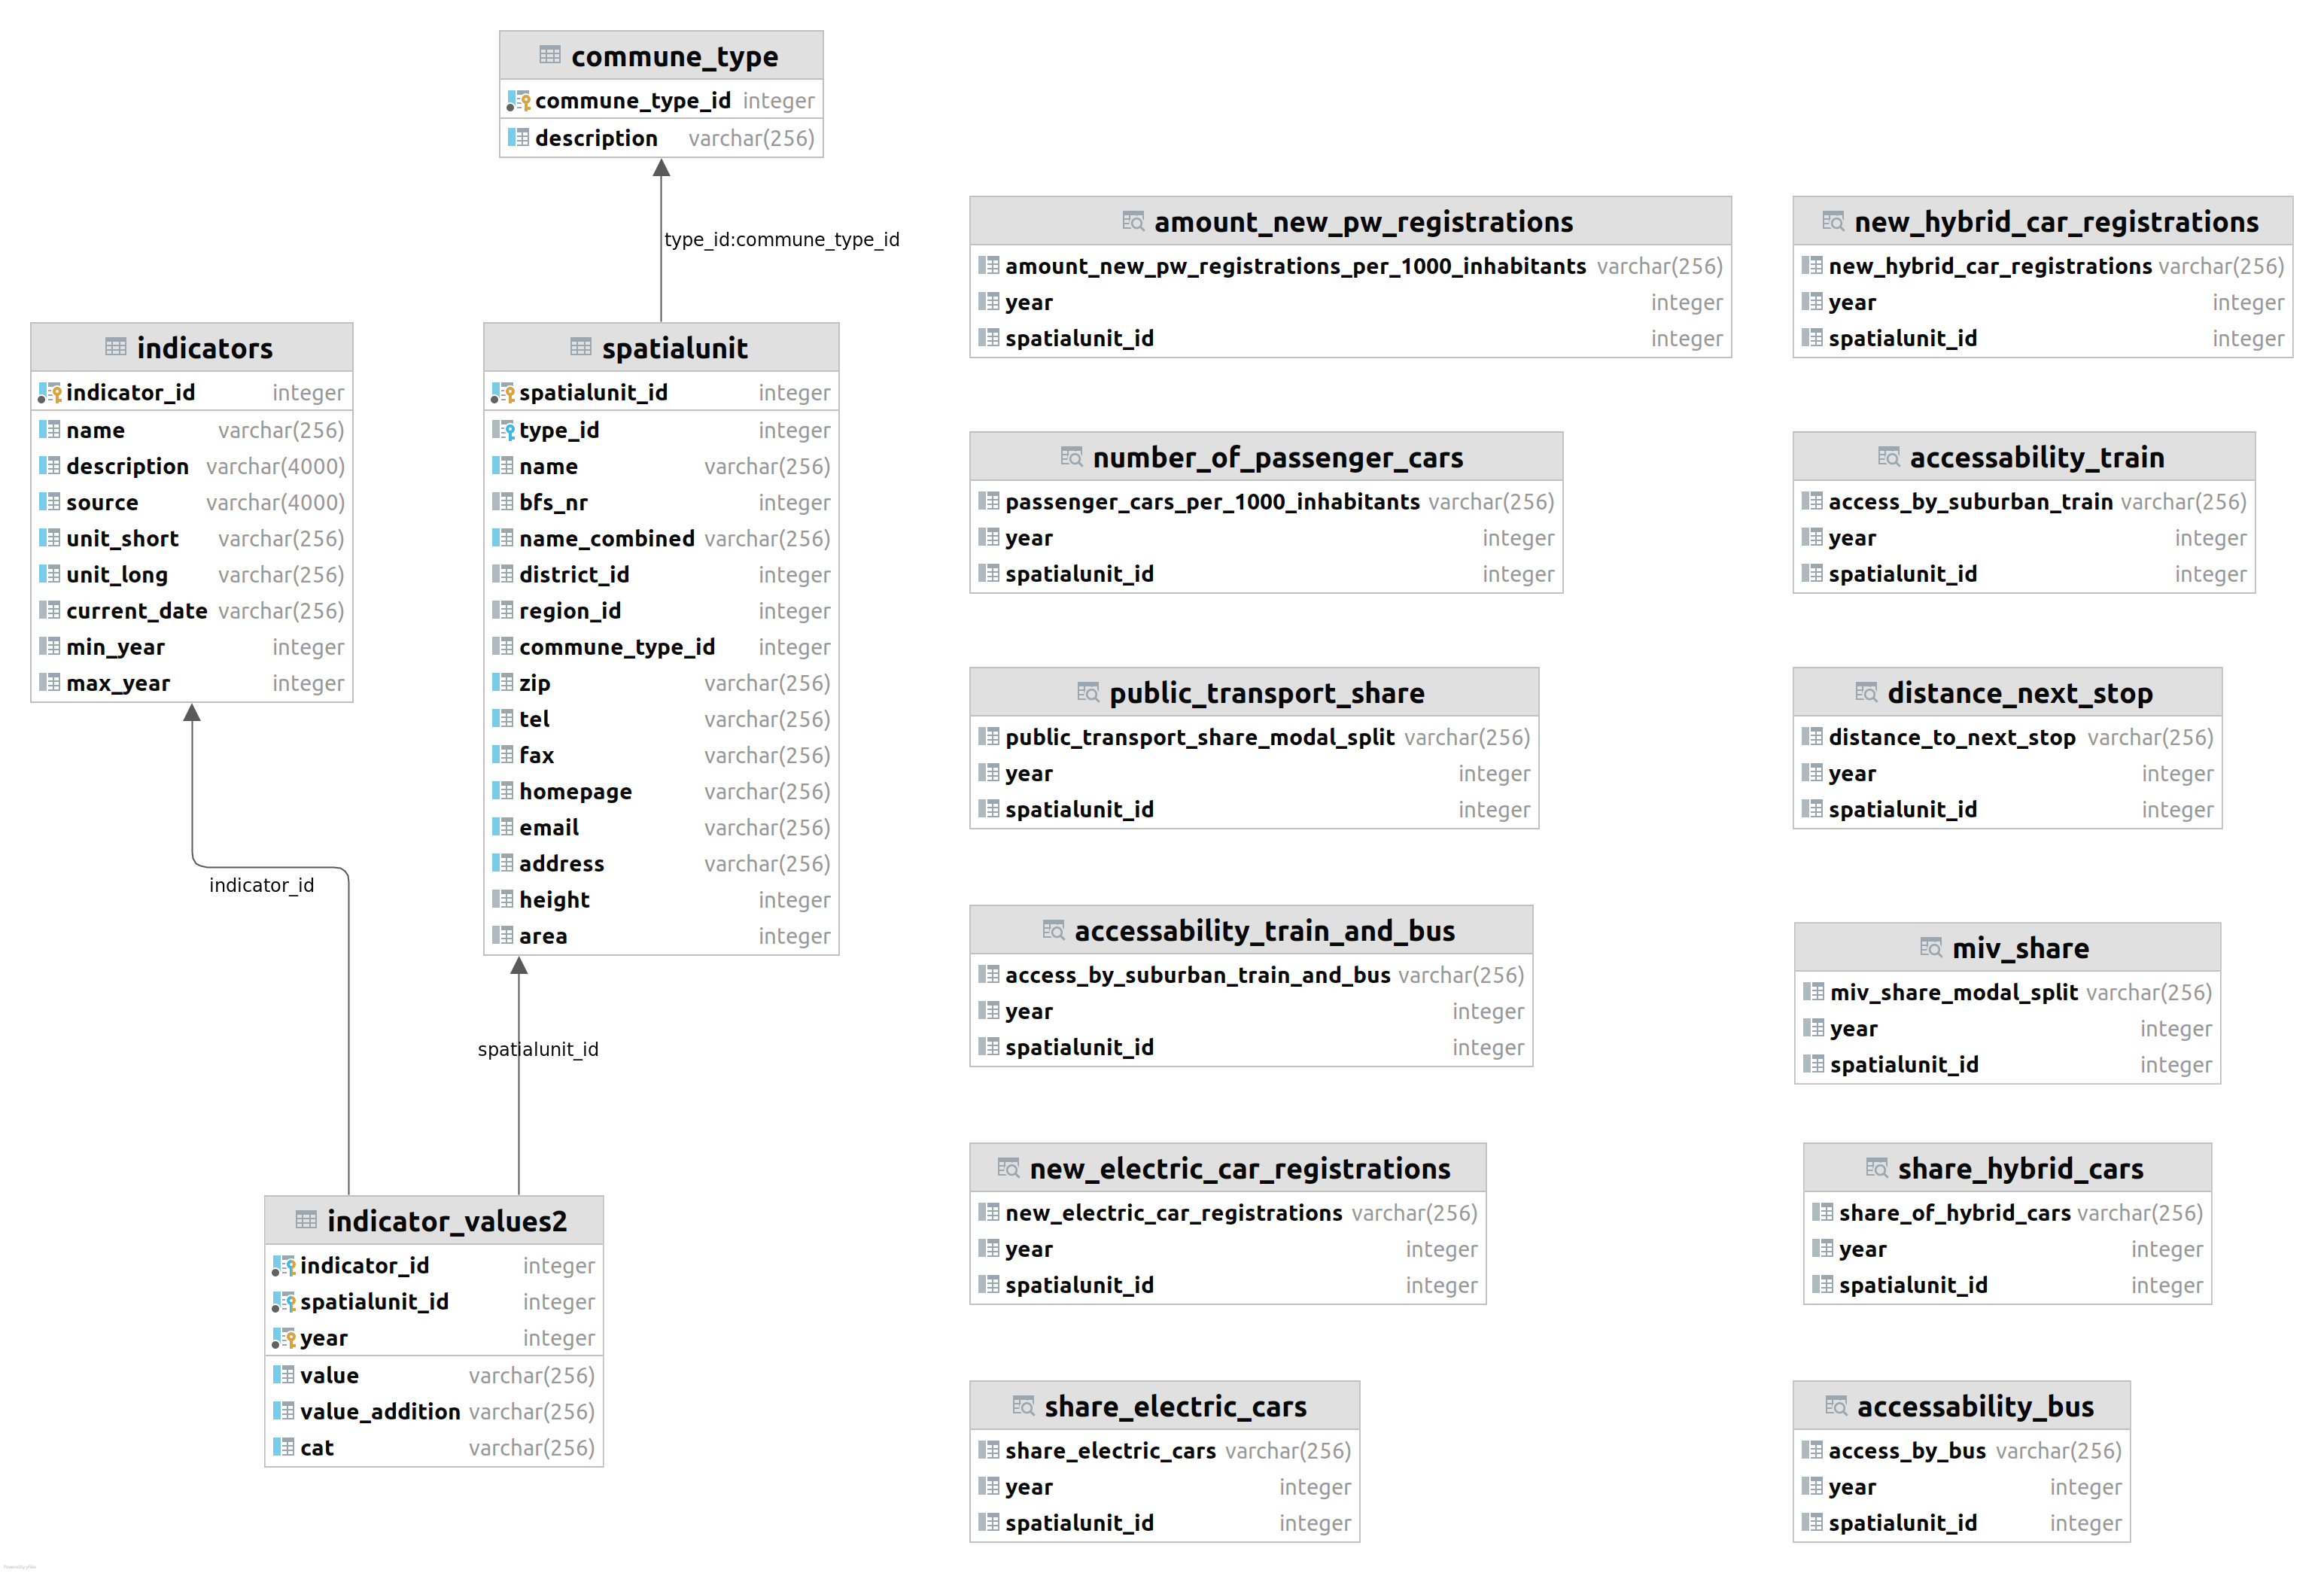 commune_type
commune_type_id integer
description varchar(256)
type_id:commune_type_id
indicators
indicator_id integer
name varchar(256)
description varchar(4000)
source varchar(4000)
unit_short varchar(256)
unit_long varchar(256)
current_date varchar(256)
min_year integer
max_year integer
spatialunit
spatialunit_id integer
type_id integer
name varchar(256)
bfs_nr integer
name_combined varchar(256)
district_id integer
region_id integer
commune_type_id integer
zip varchar(256)
tel varchar(256)
fax varchar(256)
homepage varchar(256)
email varchar(256)
address varchar(256)
height integer
area integer
indicator_id
spatialunit_id
indicator_values2
indicator_id integer
spatialunit_id integer
year integer
value varchar(256)
value_addition varchar(256)
cat varchar(256)
amount_new_pw_registrations
amount_new_pw_registrations_per_1000_inhabitants varchar(256)
year integer
spatialunit_id integer
number_of_passenger_cars
passenger_cars_per_1000_inhabitants varchar(256)
year integer
spatialunit_id integer
public_transport_share
public_transport_share_modal_split varchar(256)
year integer
spatialunit_id integer
accessability_train_and_bus
access_by_suburban_train_and_bus varchar(256)
year integer
spatialunit_id integer
new_electric_car_registrations
new_electric_car_registrations varchar(256)
year integer
spatialunit_id integer
share_electric_cars
share_electric_cars varchar(256)
year integer
spatialunit_id integer
new_hybrid_car_registrations
new_hybrid_car_registrations varchar(256)
year integer
spatialunit_id integer
accessability_train
access_by_suburban_train varchar(256)
year integer
spatialunit_id integer
distance_next_stop
distance_to_next_stop varchar(256)
year integer
spatialunit_id integer
miv_share
miv_share_modal_split varchar(256)
year integer
spatialunit_id integer
share_hybrid_cars
share_of_hybrid_cars varchar(256)
year integer
spatialunit_id integer
accessability_bus
access_by_bus varchar(256)
year integer
spatialunit_id integer